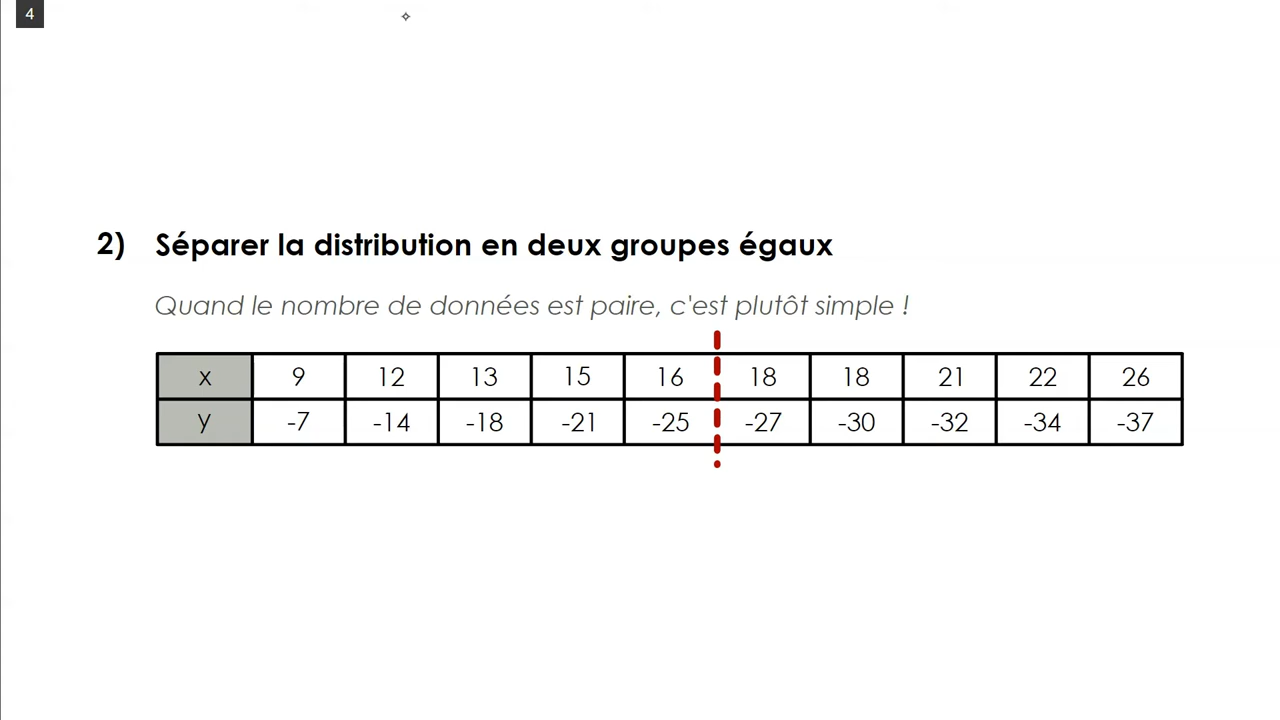 4
2) Séparer la distribution en deux groupes égaux
Quand le nombre de données est paire, c'est plutôt simple !
x 9 12 13 15 16 18 18 21 22 26
y -7 -14 -18 -21 -25 -27 -30 -32 -34 -37